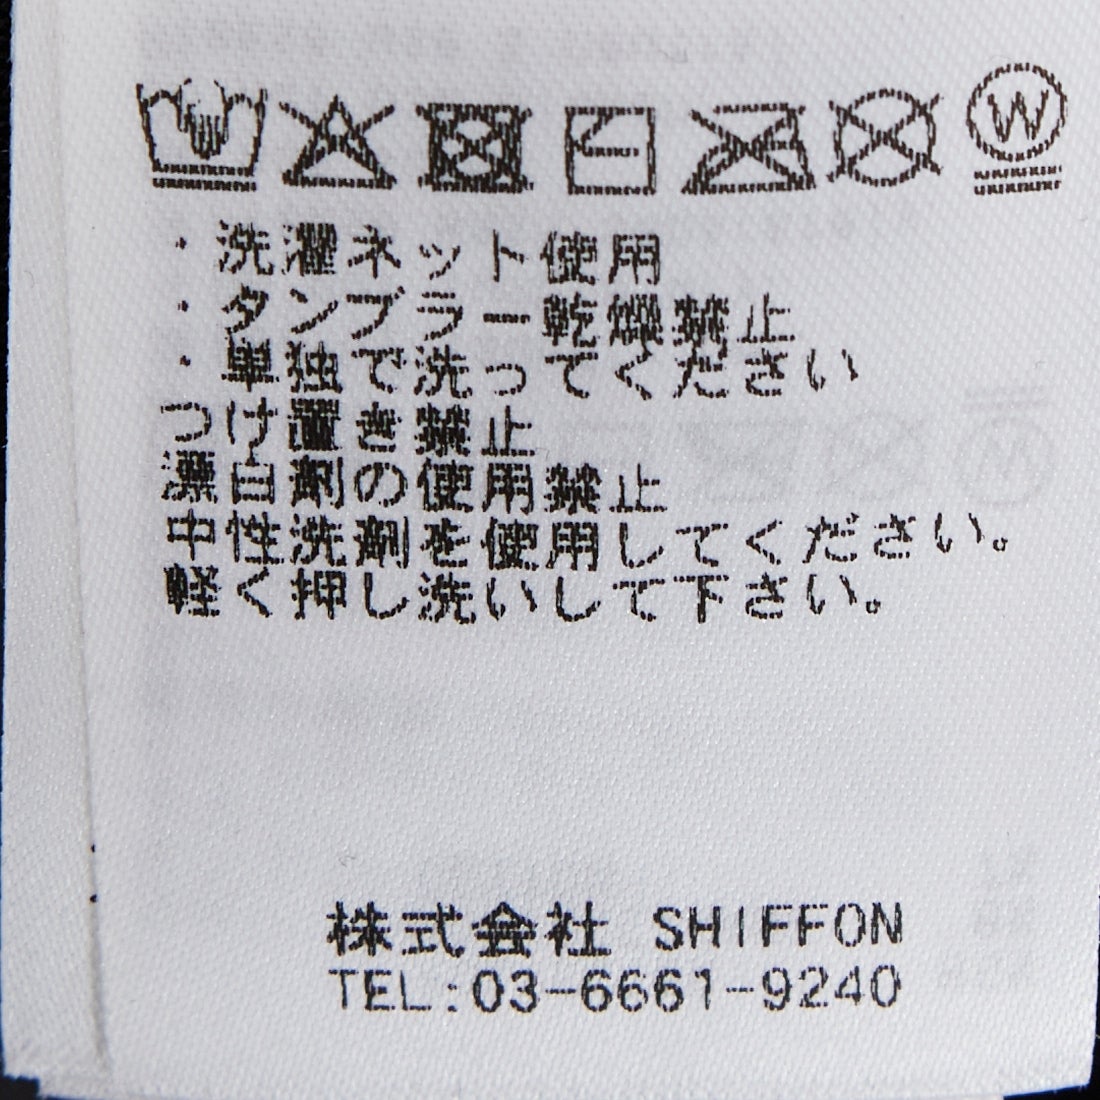 W
・洗濯ネット使用
・タンブラー乾燥禁止
・単独で洗ってください
つけ置き禁止
漂白剤の使用禁止
中性洗剤を使用してください。
軽く押し洗いして下さい。
株式会社 SHIFFON
TEL:03-6661-9240